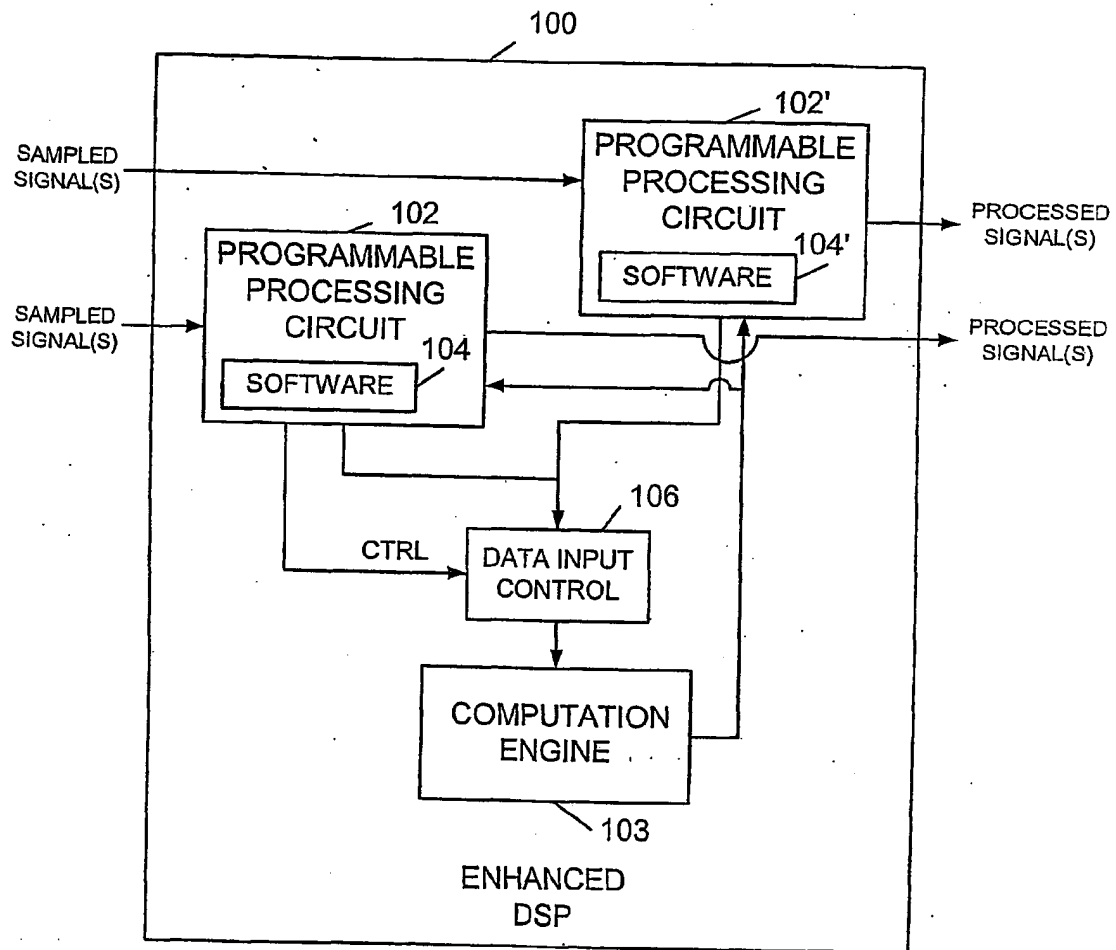 100
102'
PROGRAMMABLE
PROCESSING
CIRCUIT
104'
SOFTWARE
SAMPLED
SIGNAL(S)
PROCESSED
SIGNAL(S)
102
PROGRAMMABLE
PROCESSING
CIRCUIT
104
SOFTWARE
SAMPLED
SIGNAL(S)
PROCESSED
SIGNAL(S)
106
CTRL
DATA INPUT
CONTROL
COMPUTATION
ENGINE
103
ENHANCED
DSP